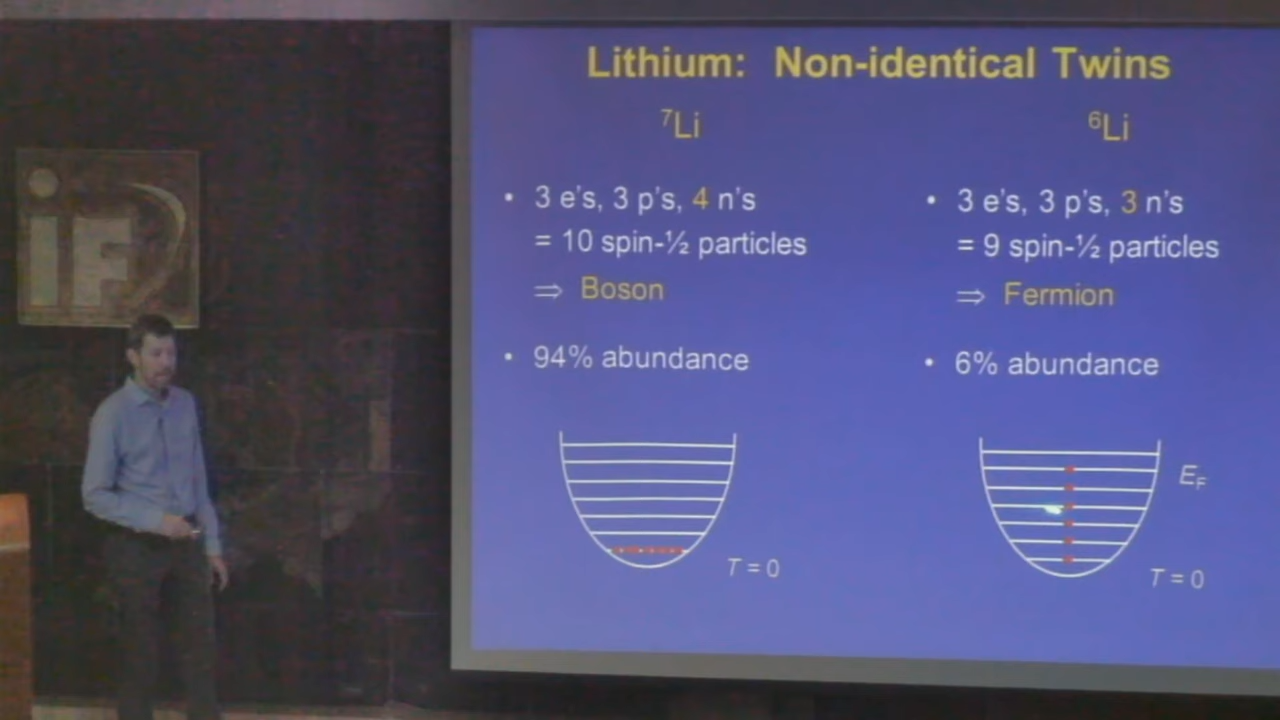 Lithium: Non-identical Twins
⁷Li
• 3 e's, 3 p's, 4 n's
= 10 spin-½ particles
⇒ Boson
• 94% abundance
T = 0
⁶Li
• 3 e's, 3 p's, 3 n's
= 9 spin-½ particles
⇒ Fermion
• 6% abundance
E_F
T = 0
iF